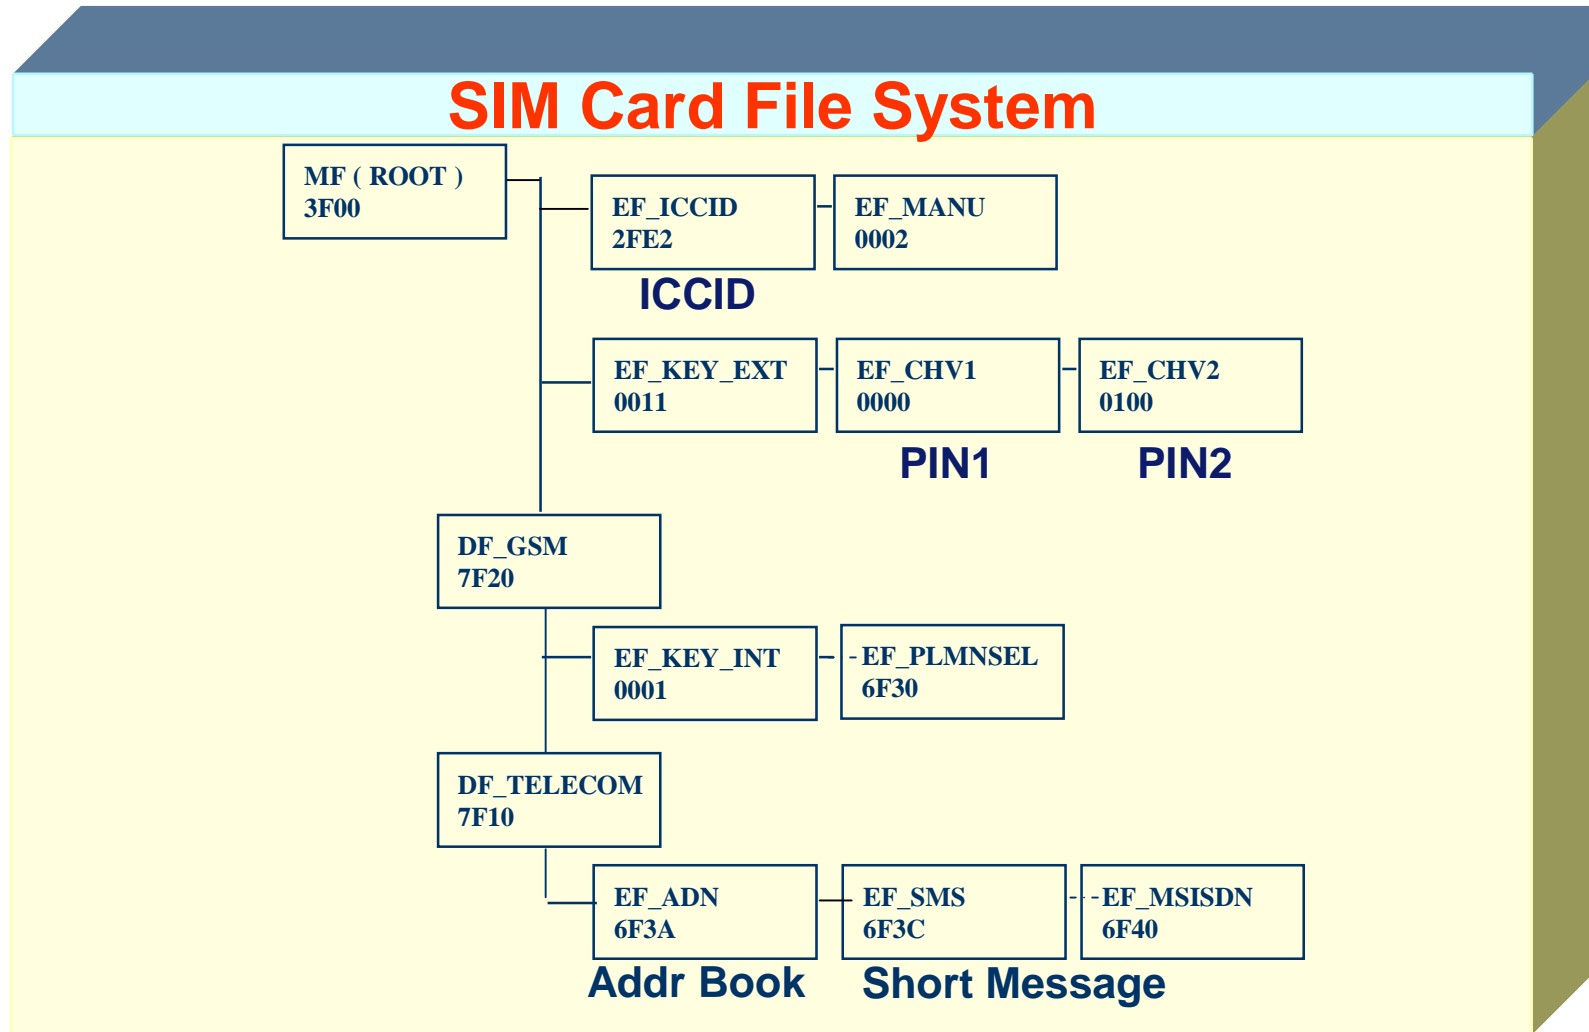 SIM Card File System
MF ( ROOT )
3F00
EF_ICCID
2FE2
EF_MANU
0002
ICCID
EF_KEY_EXT
0011
EF_CHV1
0000
EF_CHV2
0100
PIN1
PIN2
DF_GSM
7F20
EF_KEY_INT
0001
EF_PLMNSEL
6F30
DF_TELECOM
7F10
EF_ADN
6F3A
EF_SMS
6F3C
EF_MSISDN
6F40
Addr Book
Short Message